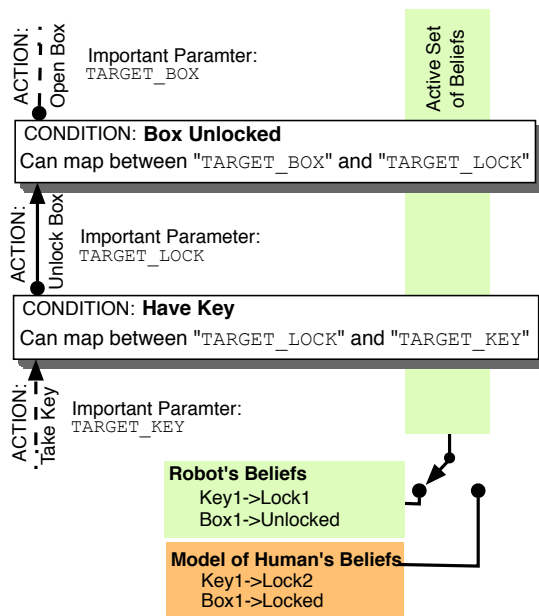 ACTION:
Open Box
Important Paramter:
TARGET_BOX
Active Set
of Beliefs
CONDITION: Box Unlocked
Can map between "TARGET_BOX" and "TARGET_LOCK"
ACTION:
Unlock Box
Important Parameter:
TARGET_LOCK
CONDITION: Have Key
Can map between "TARGET_LOCK" and "TARGET_KEY"
ACTION:
Take Key
Important Paramter:
TARGET_KEY
Robot's Beliefs
Key1->Lock1
Box1->Unlocked
Model of Human's Beliefs
Key1->Lock2
Box1->Locked